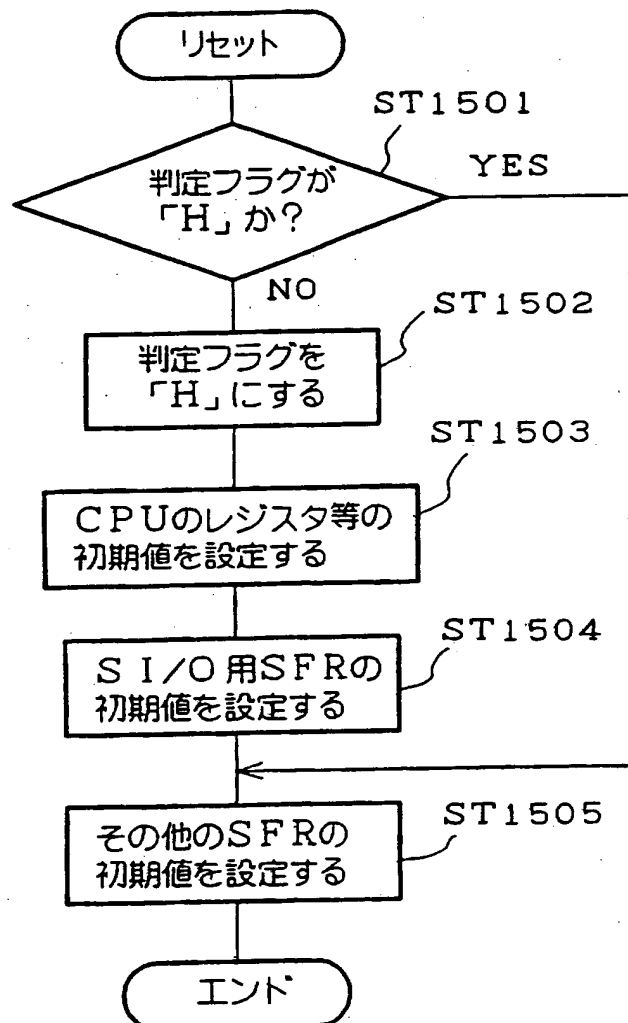 リセット
ST1501
判定フラグが
「H」か?
YES
NO
ST1502
判定フラグを
「H」にする
ST1503
CPUのレジスタ等の
初期値を設定する
ST1504
SI/O用SFRの
初期値を設定する
ST1505
その他のSFRの
初期値を設定する
エンド